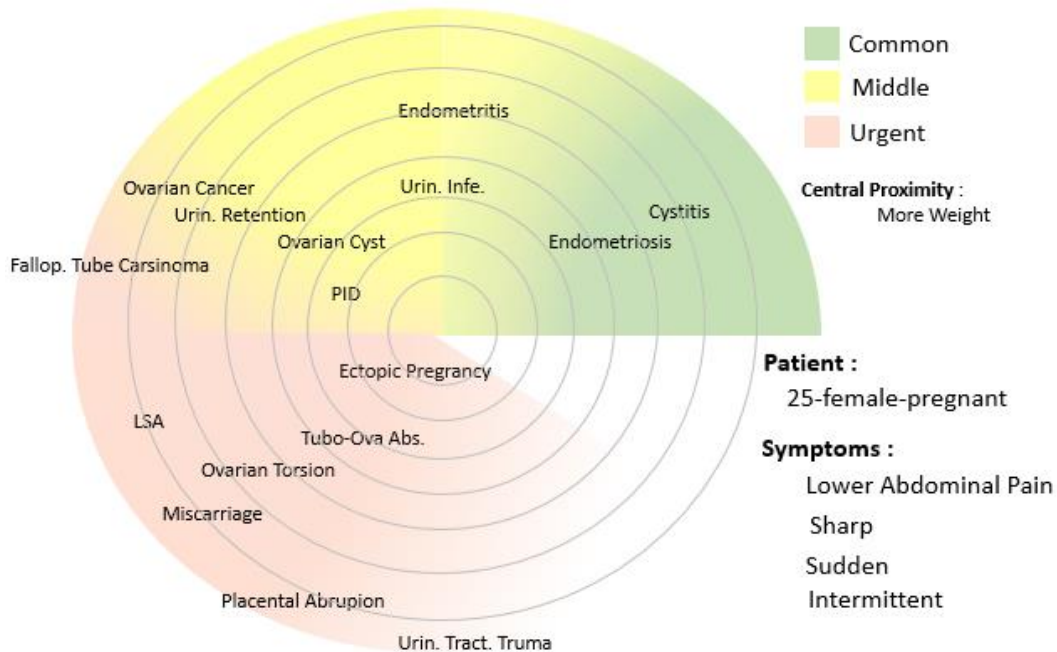 Common
Middle
Urgent
Central Proximity :
More Weight
Endometritis
Urin. Infe.
Ovarian Cancer
Urin. Retention
Ovarian Cyst
Cystitis
Endometriosis
Fallop. Tube Carsinoma
PID
Ectopic Pregrancy
LSA
Tubo-Ova Abs.
Ovarian Torsion
Miscarriage
Placental Abrupion
Urin. Tract. Truma
Patient :
25-female-pregnant
Symptoms :
Lower Abdominal Pain
Sharp
Sudden
Intermittent